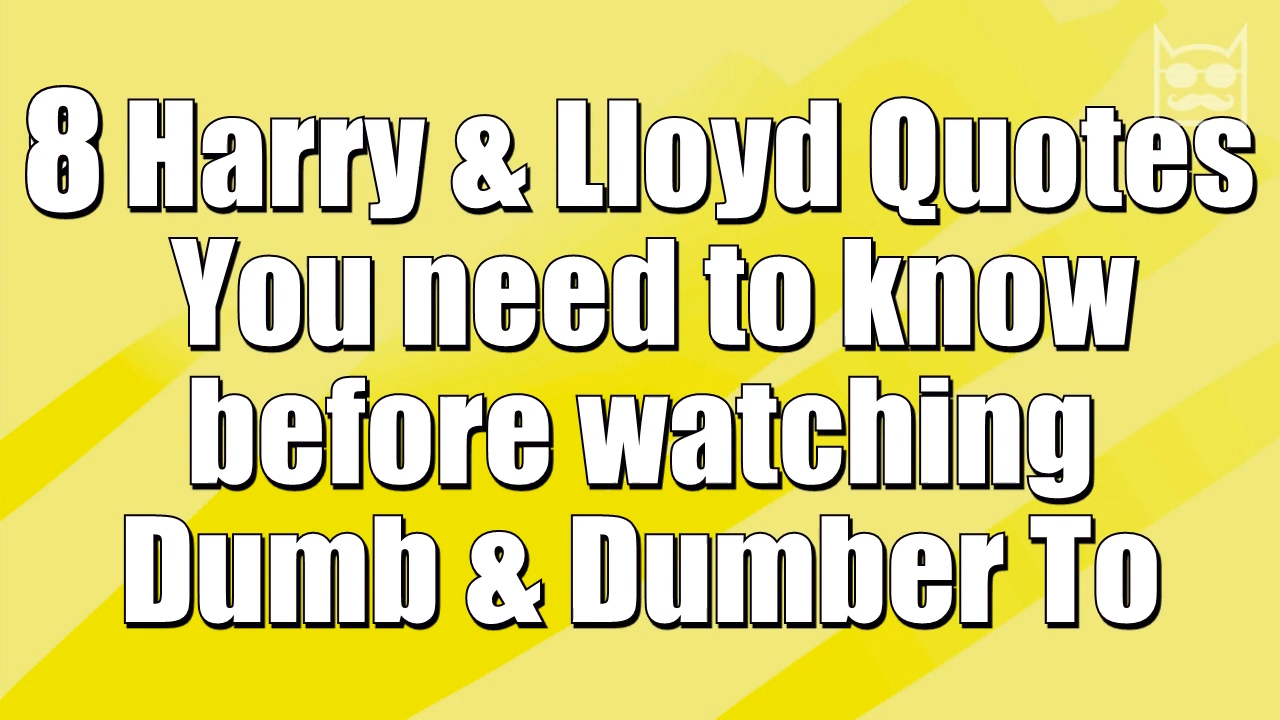 8 Harry & Lloyd Quotes
You need to know
before watching
Dumb & Dumber To